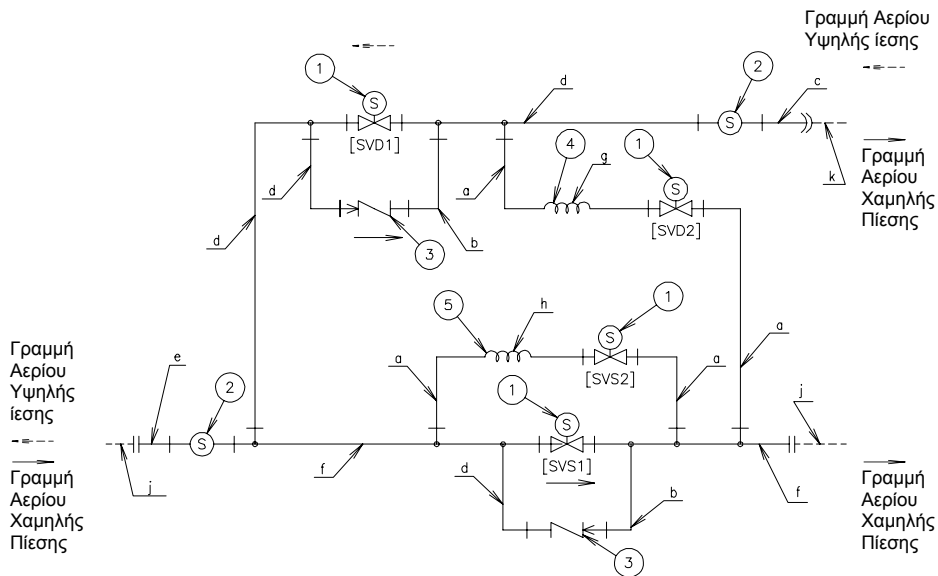 Γραμμή Αερίου
Υψηλής ίεσης
1
2
d
c
S
S
[SVD1]
k
Γραμμή
Αερίου
Χαμηλής
Πίεσης
d
a
4
g
1
S
[SVD2]
d
b
3
5
h
1
S
[SVS2]
a
a
a
Γραμμή
Αερίου
Υψηλής
ίεσης
e
2
S
1
S
[SVS1]
j
j
f
f
d
b
3
Γραμμή
Αερίου
Χαμηλής
Πίεσης
Γραμμή
Αερίου
Χαμηλής
Πίεσης